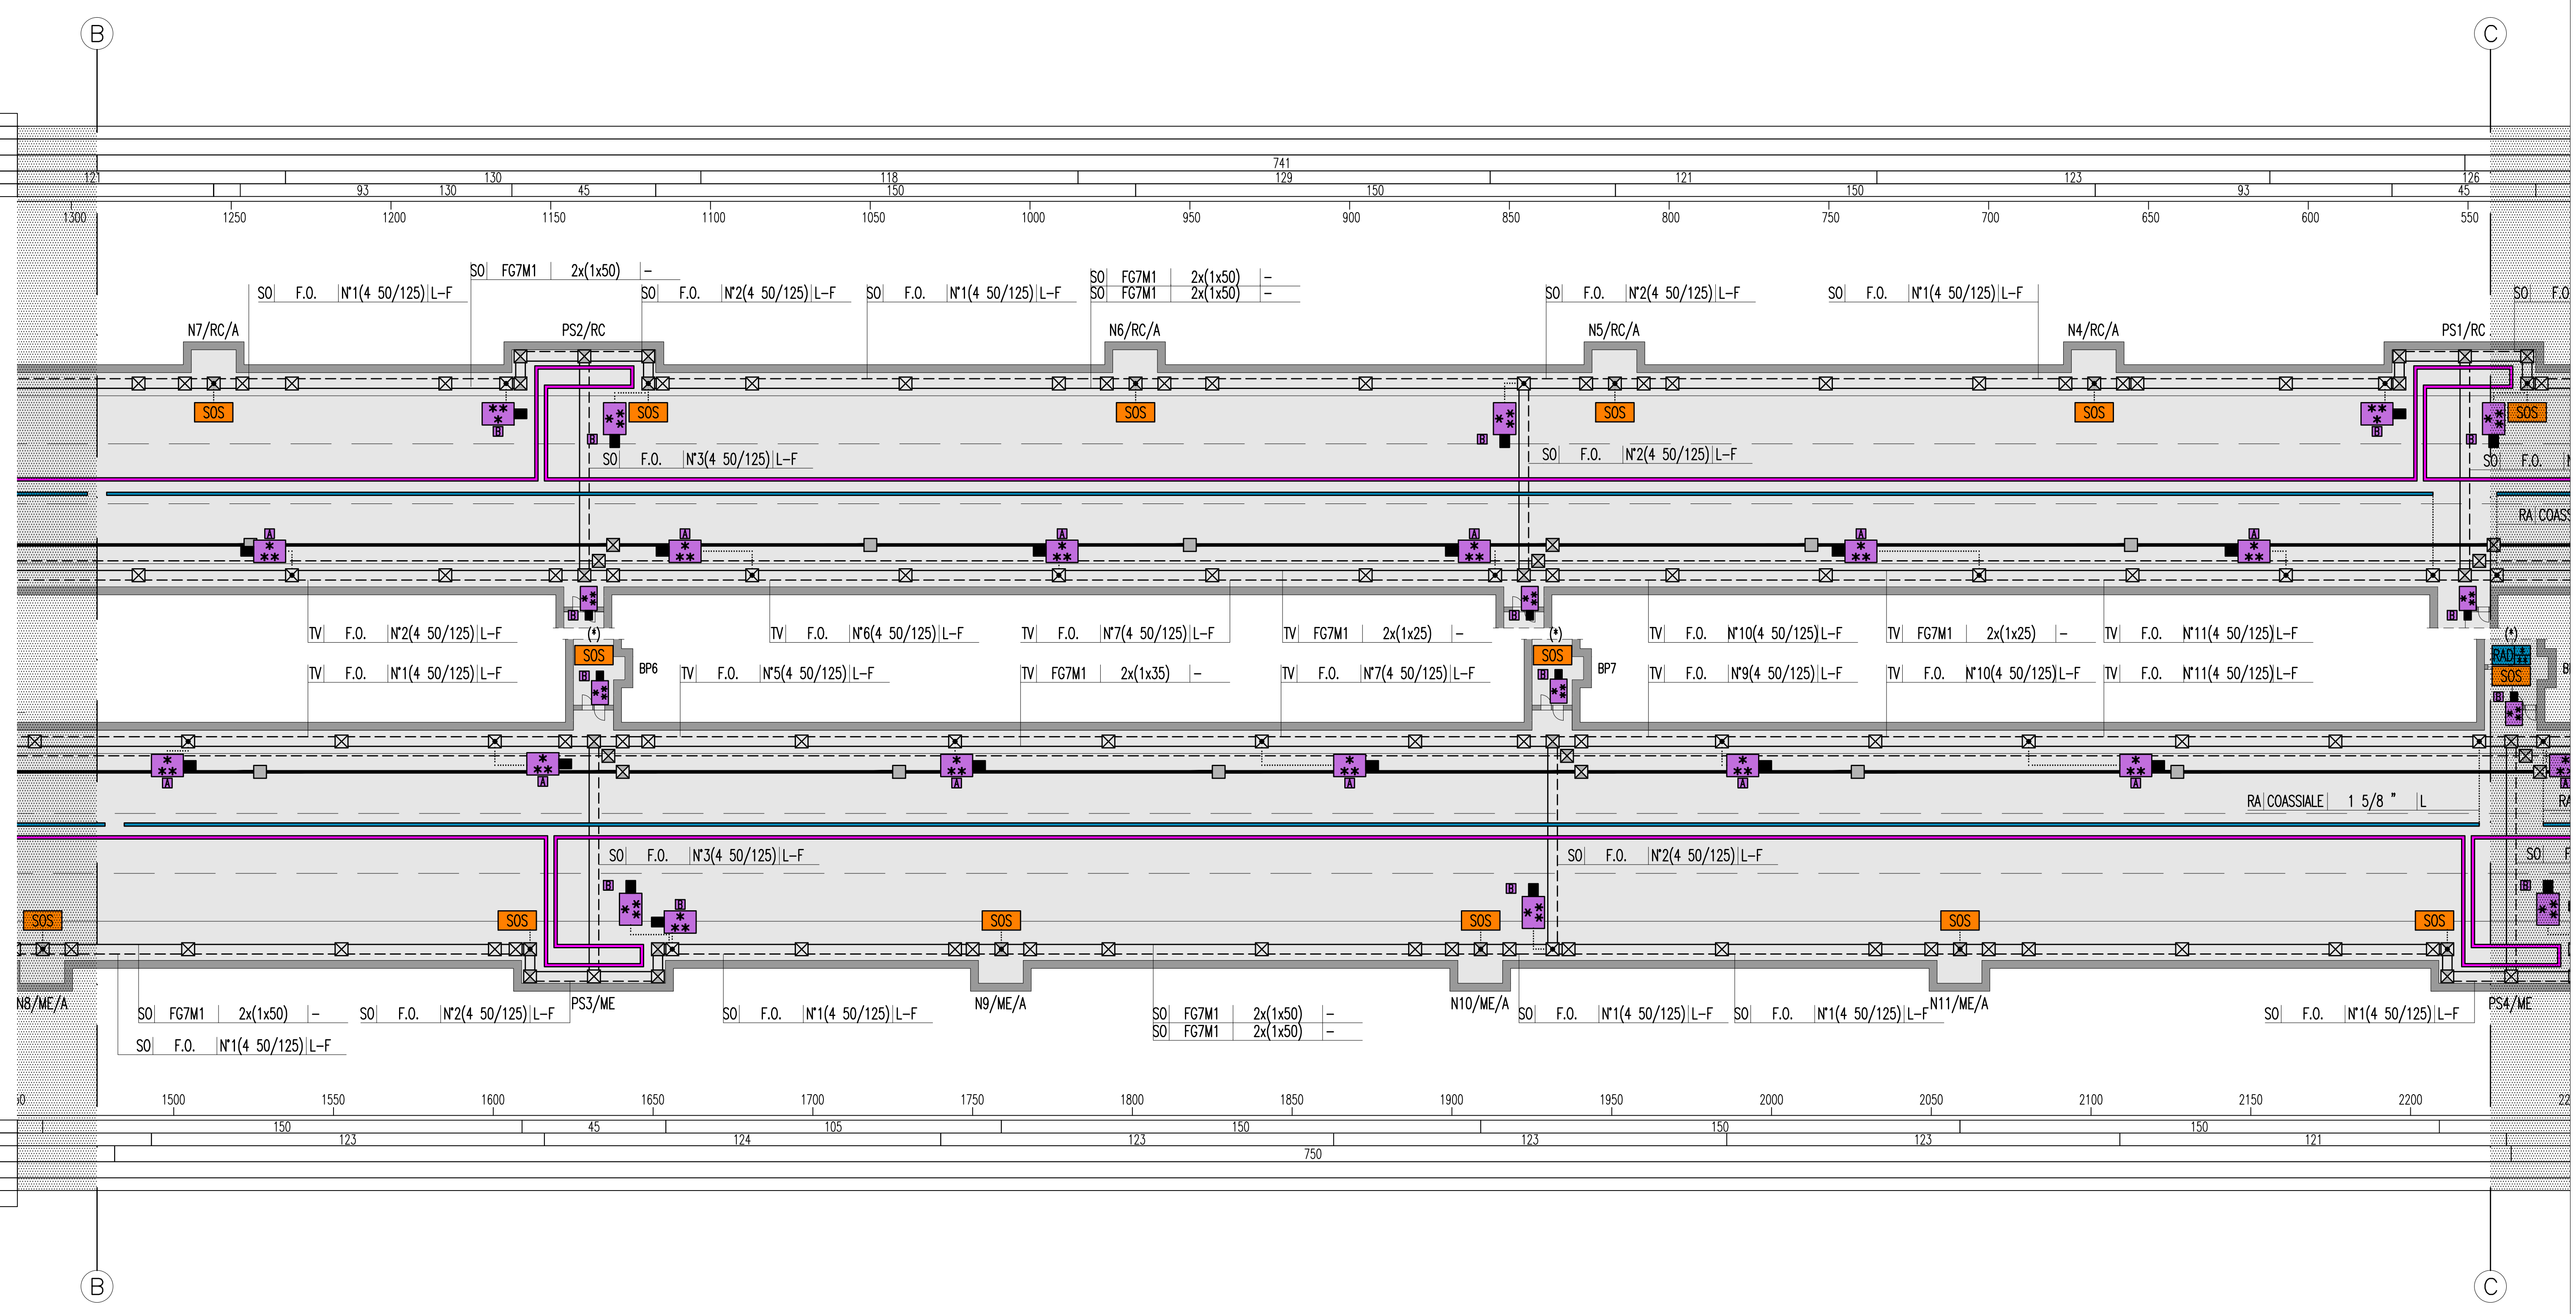 B C
741
121 130 118 129 121 123 126
93 130 45 150 150 150 93 45
1300 1250 1200 1150 1100 1050 1000 950 900 850 800 750 700 650 600 550
SO FG7M1 2x(1x50) –
SO FG7M1 2x(1x50) –
SO F.O. N°1(4 50/125) L–F SO F.O. N°2(4 50/125) L–F SO F.O. N°1(4 50/125) L–F SO FG7M1 2x(1x50) – SO F.O. N°2(4 50/125) L–F SO F.O. N°1(4 50/125) L–F SO F.O
N7/RC/A PS2/RC N6/RC/A N5/RC/A N4/RC/A PS1/RC
SOS ** * * ** SOS SOS * ** SOS SOS ** * * ** SOS
B B B B B
SO F.O. N°3(4 50/125) L–F SO F.O. N°2(4 50/125) L–F SO F.O.
RA COAS
A A A A A A
* ** * ** * ** * ** * ** * **
B B B
TV F.O. N°2(4 50/125) L–F (*) TV F.O. N°6(4 50/125) L–F TV F.O. N°7(4 50/125) L–F TV FG7M1 2x(1x25) – (*) TV F.O. N°10(4 50/125) L–F TV FG7M1 2x(1x25) – TV F.O. N°11(4 50/125) L–F (*)
SOS BP6 SOS BP7 RAD
TV F.O. N°1(4 50/125) L–F B TV F.O. N°5(4 50/125) L–F TV FG7M1 2x(1x35) – TV F.O. N°7(4 50/125) L–F B TV F.O. N°9(4 50/125) L–F TV F.O. N°10(4 50/125) L–F TV F.O. N°11(4 50/125) L–F SOS
B
* ** * ** * ** * ** * ** * **
A A A A A A A
RA COASSIALE 1 5/8 " L RA
SO F.O. N°3(4 50/125) L–F SO F.O. N°2(4 50/125) L–F SO F
B B B B
SOS SOS SOS SOS SOS SOS
N8/ME/A PS3/ME N9/ME/A N10/ME/A N11/ME/A PS4/ME
SO FG7M1 2x(1x50) – SO F.O. N°2(4 50/125) L–F SO F.O. N°1(4 50/125) L–F SO FG7M1 2x(1x50) – SO F.O. N°1(4 50/125) L–F SO F.O. N°1(4 50/125) L–F SO F.O. N°1(4 50/125) L–F
SO FG7M1 2x(1x50) –
SO F.O. N°1(4 50/125) L–F
1500 1550 1600 1650 1700 1750 1800 1850 1900 1950 2000 2050 2100 2150 2200
150 45 105 150 150 150
123 124 123 123 123 121
750
B C